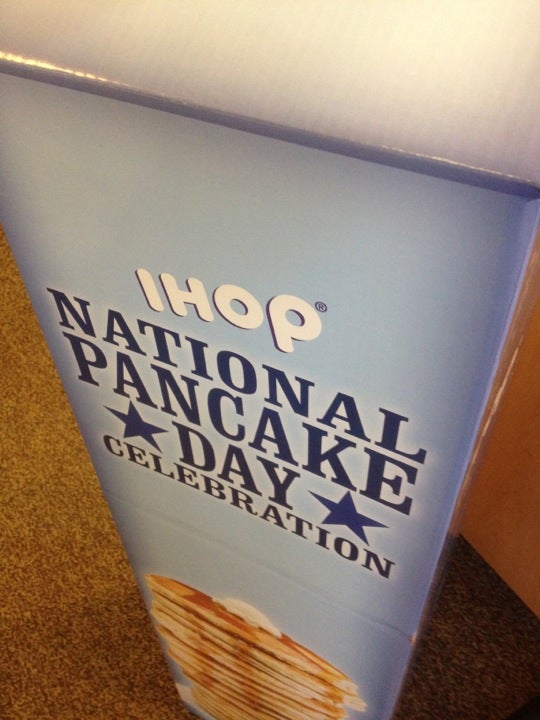 IHOP®
NATIONAL
PANCAKE
★ DAY ★
CELEBRATION